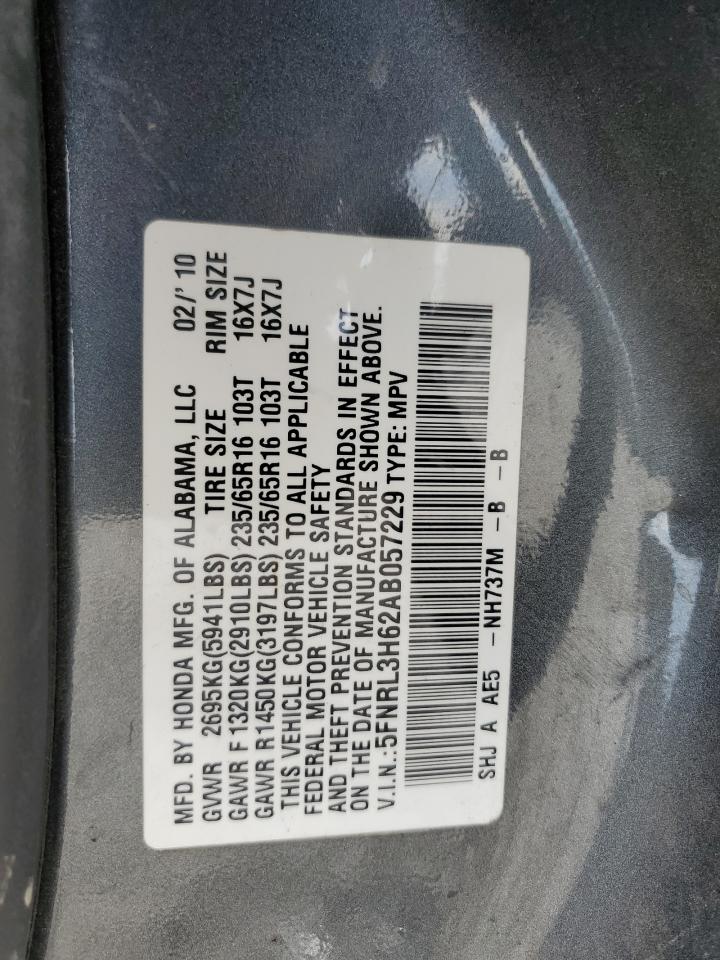 MFD. BY HONDA MFG. OF ALABAMA, LLC 02/' 10
GVWR 2695KG(5941LBS) TIRE SIZE RIM SIZE
GAWR F1320KG(2910LBS) 235/65R16 103T 16X7J
GAWR R1450KG(3197LBS) 235/65R16 103T 16X7J
THIS VEHICLE CONFORMS TO ALL APPLICABLE
FEDERAL MOTOR VEHICLE SAFETY
AND THEFT PREVENTION STANDARDS IN EFFECT
ON THE DATE OF MANUFACTURE SHOWN ABOVE.
V.I.N.:5FNRL3H62AB057229 TYPE: MPV
SHJ A AE5 -NH737M -B -B